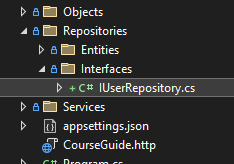 Objects
Repositories
Entities
Interfaces
+ C# IUserRepository.cs
Services
appsettings.json
CourseGuide.http
C# Program.cs